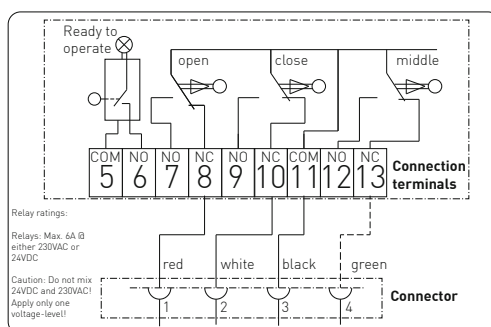 Ready to
operate
open
close
middle
COM NO NO NC NO NC COM NO NC
5 6 7 8 9 10 11 12 13
Connection
terminals
Relay ratings:
Relays: Max. 6A @
either 230VAC or
24VDC
Caution: Do not mix
24VDC and 230VAC!
Apply only one
voltage-level!
red
white
black
green
Connector
1 2 3 4